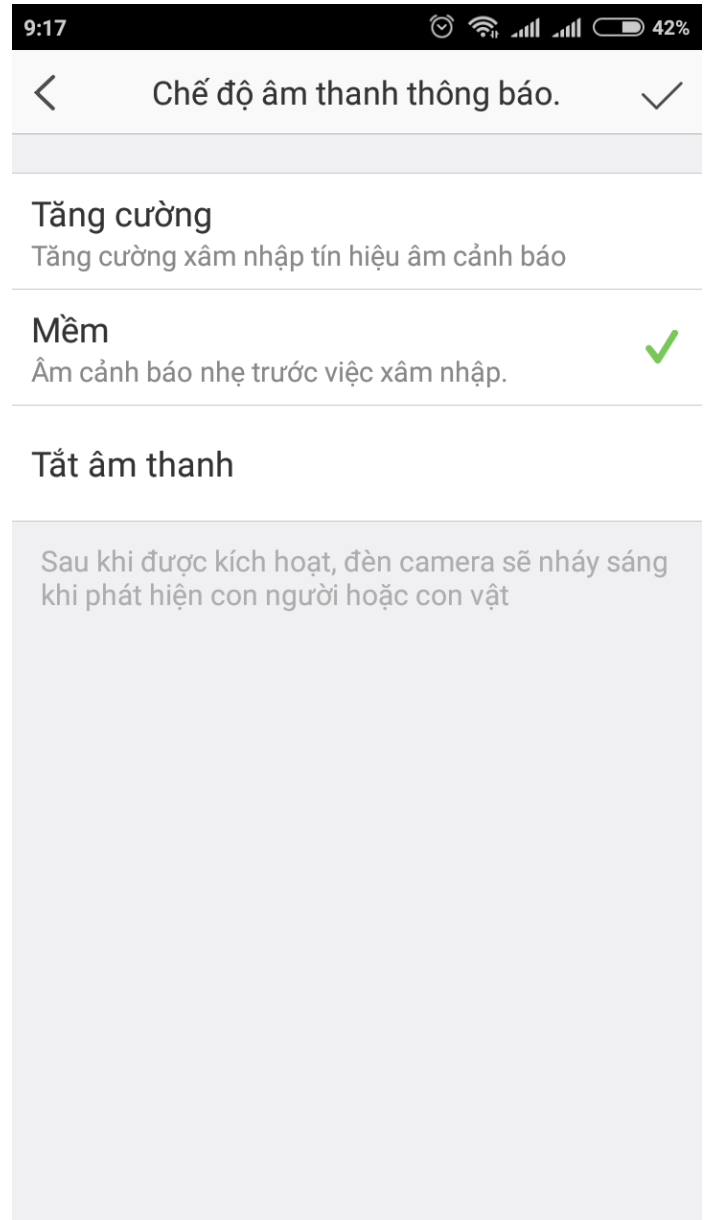 9:17 42%
Chế độ âm thanh thông báo.
Tăng cường
Tăng cường xâm nhập tín hiệu âm cảnh báo
Mềm
Âm cảnh báo nhẹ trước việc xâm nhập.
Tắt âm thanh
Sau khi được kích hoạt, đèn camera sẽ nháy sáng
khi phát hiện con người hoặc con vật